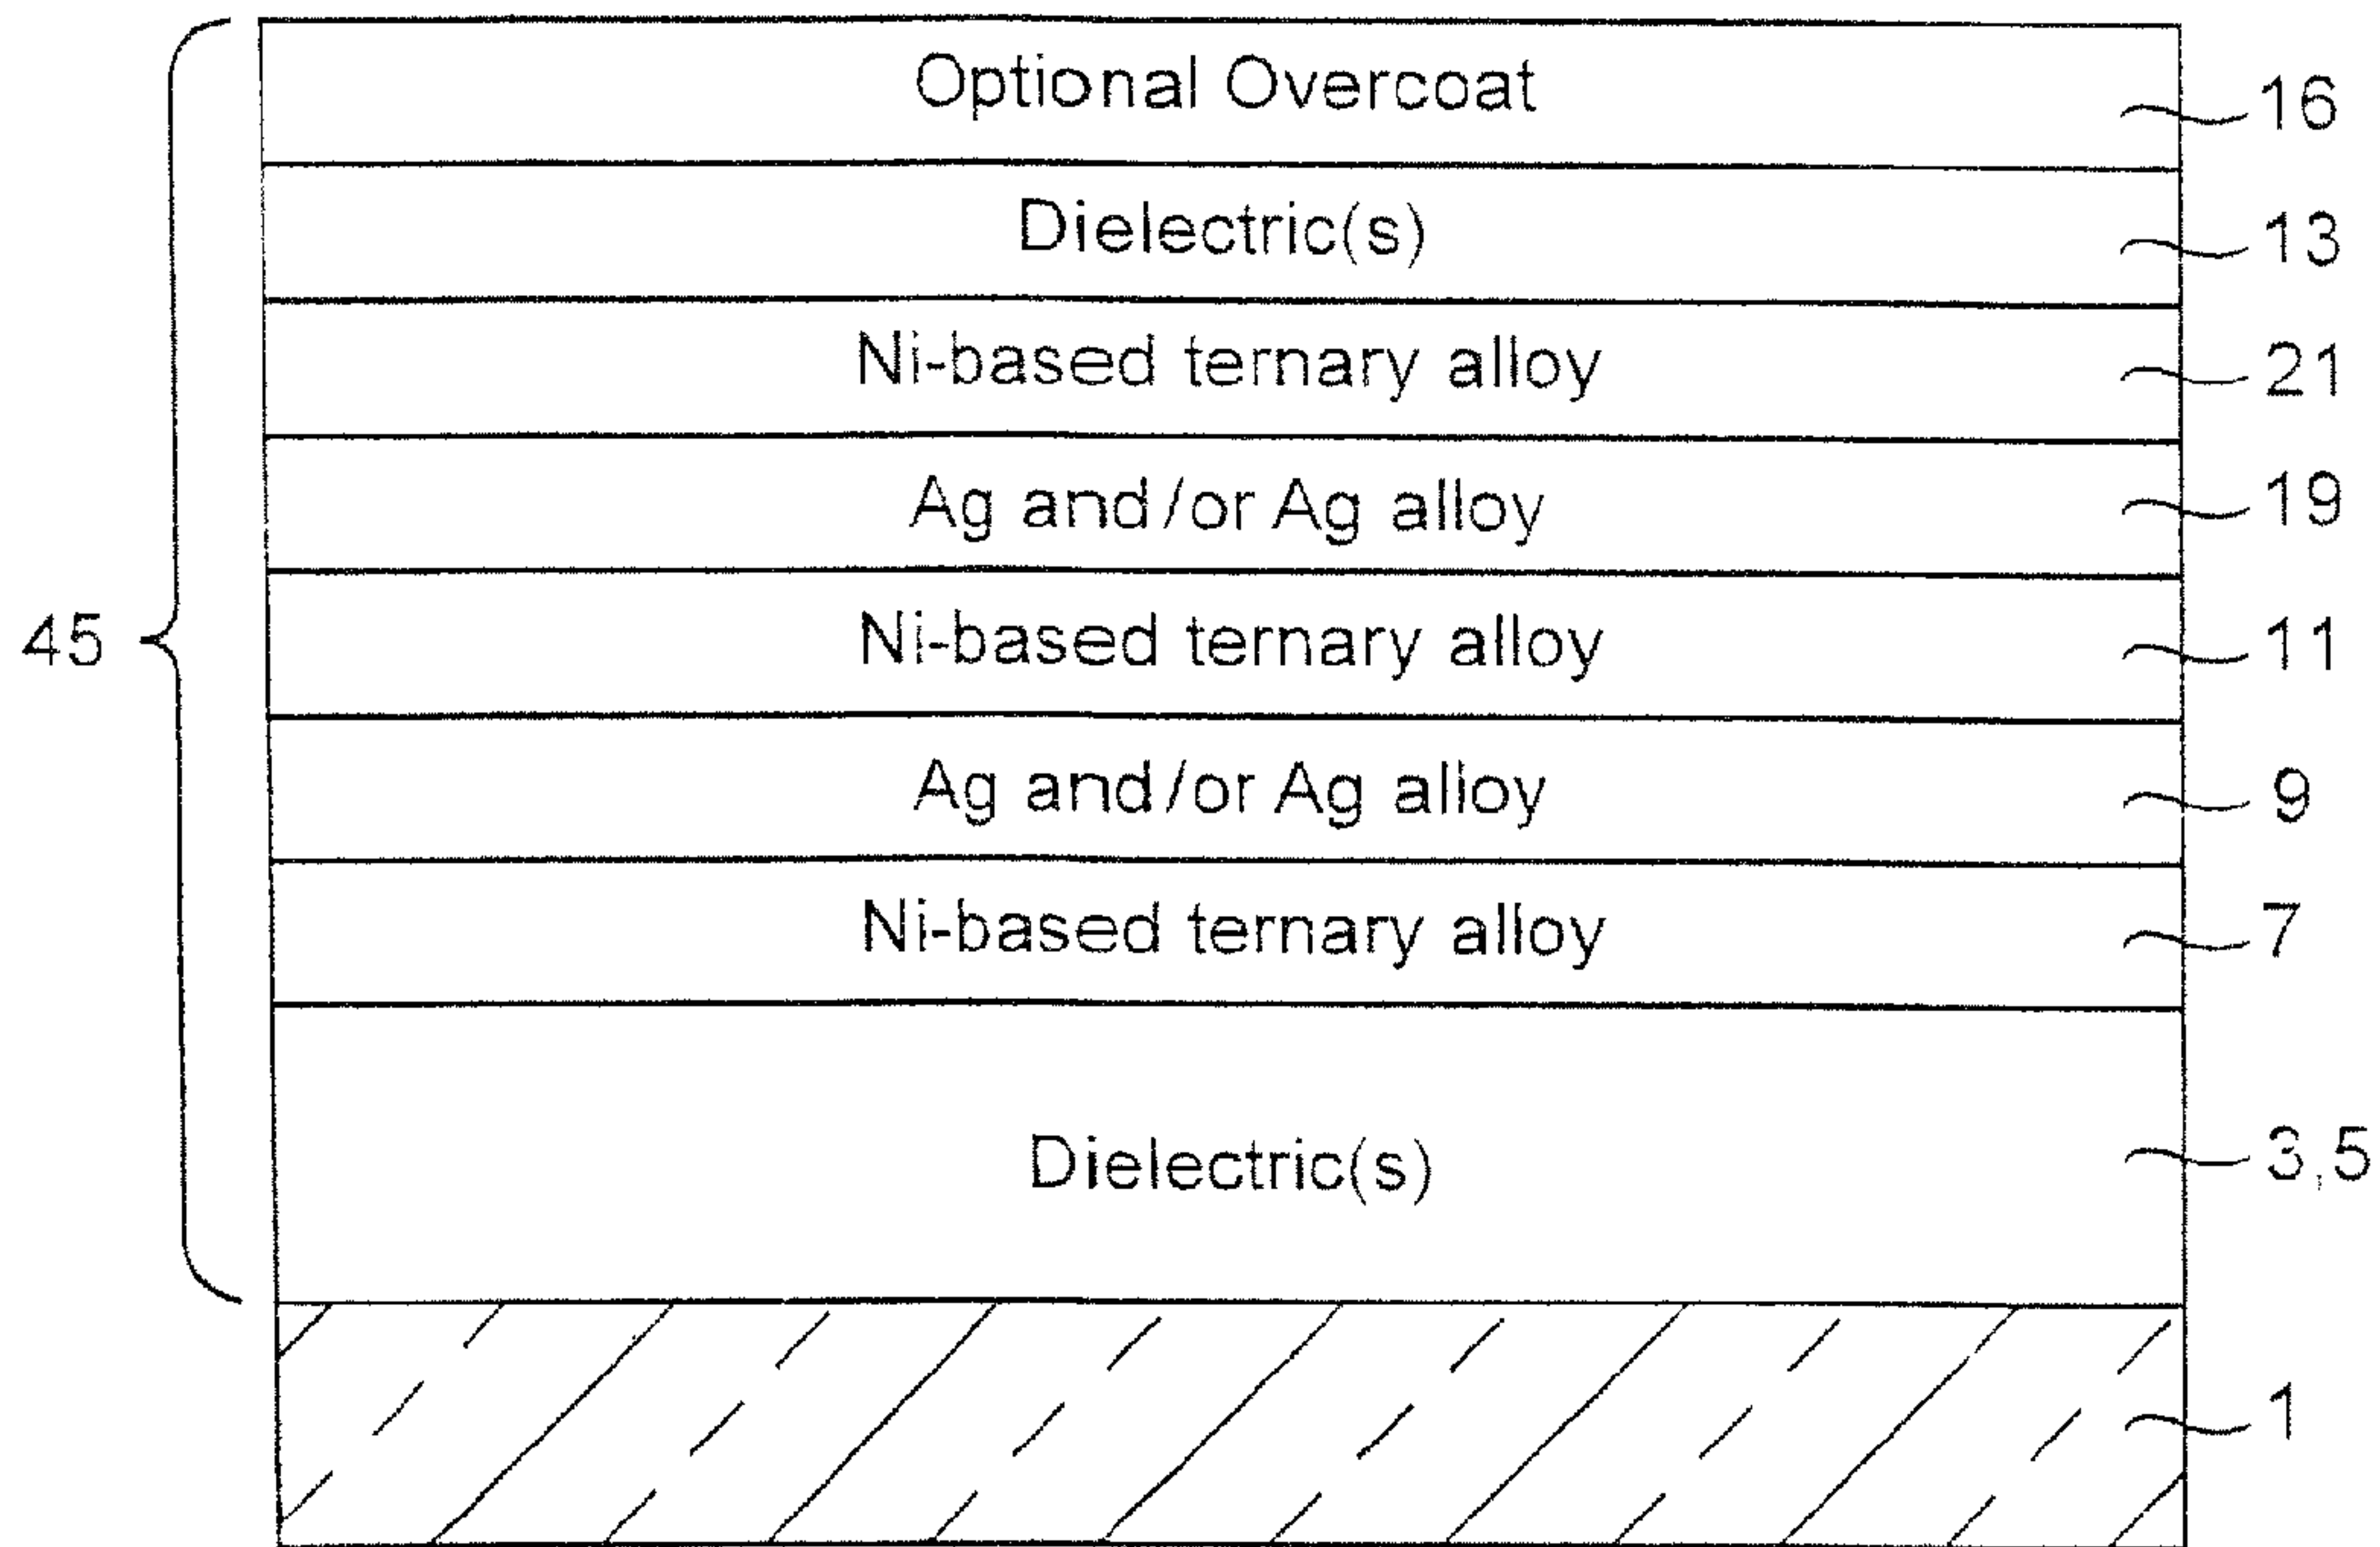 Optional Overcoat 16
Dielectric(s) 13
Ni-based ternary alloy 21
Ag and/or Ag alloy 19
45
Ni-based ternary alloy 11
Ag and/or Ag alloy 9
Ni-based ternary alloy 7
Dielectric(s) 3,5
1